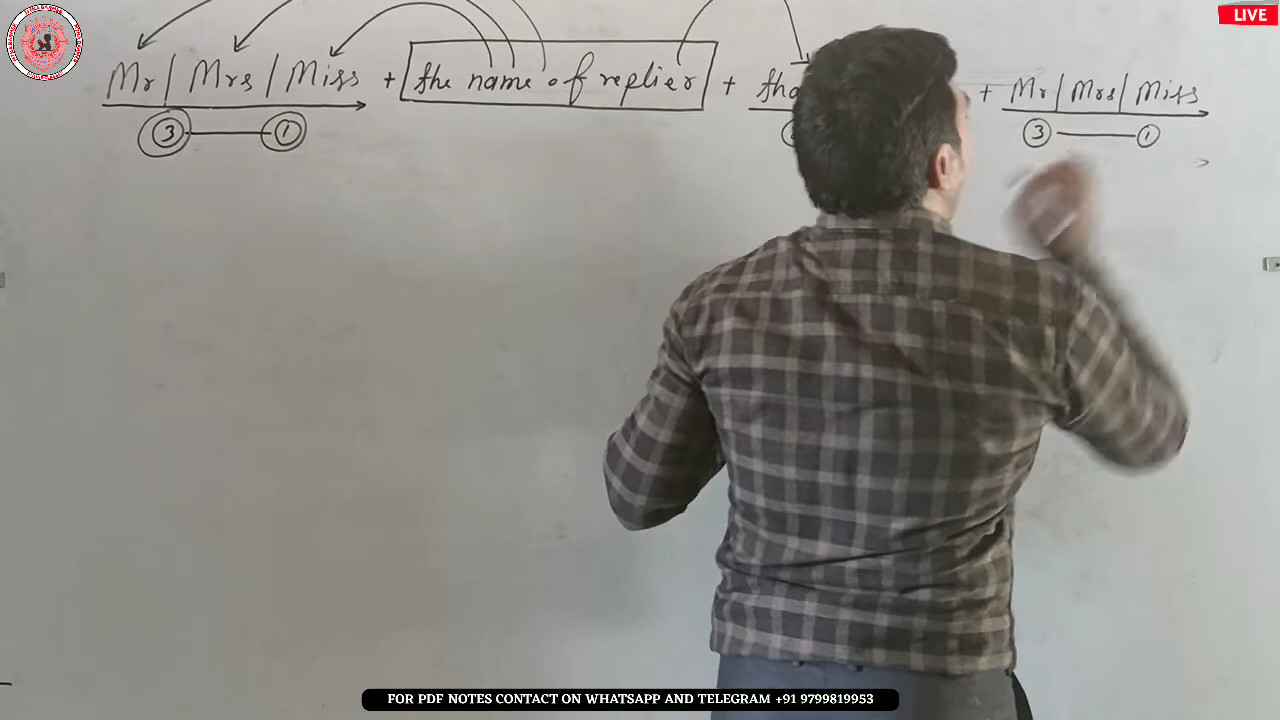 LIVE
Mr / Mrs / Miss + the name of replier + + Mr / Mrs / Miss
3 1 3 1
FOR PDF NOTES CONTACT ON WHATSAPP AND TELEGRAM +91 9799819953